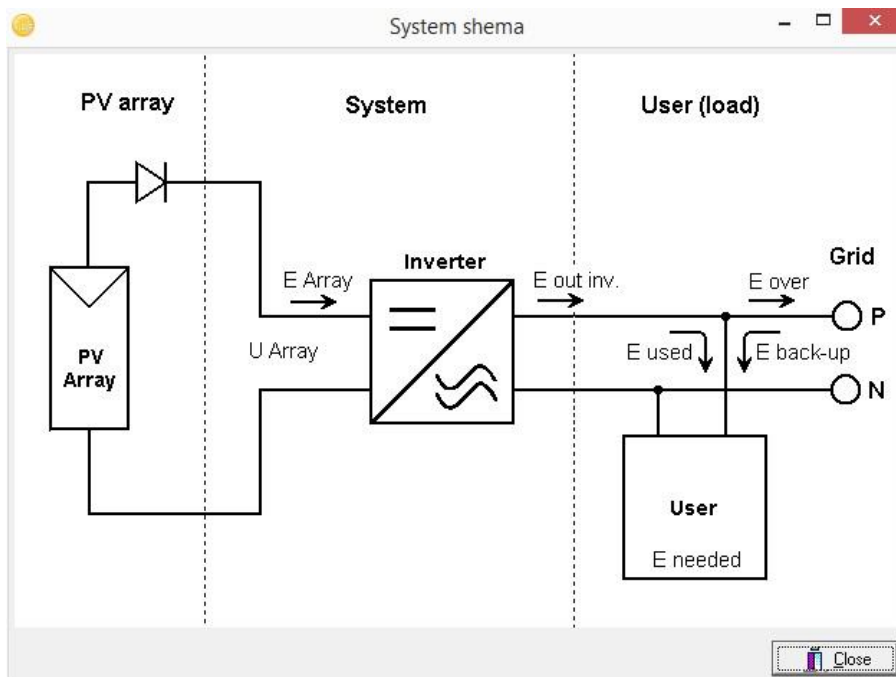 System shema
PV array
System
User (load)
Inverter
Grid
E Array
E out inv.
E over
P
U Array
E used
E back-up
PV
Array
N
User
E needed
Close